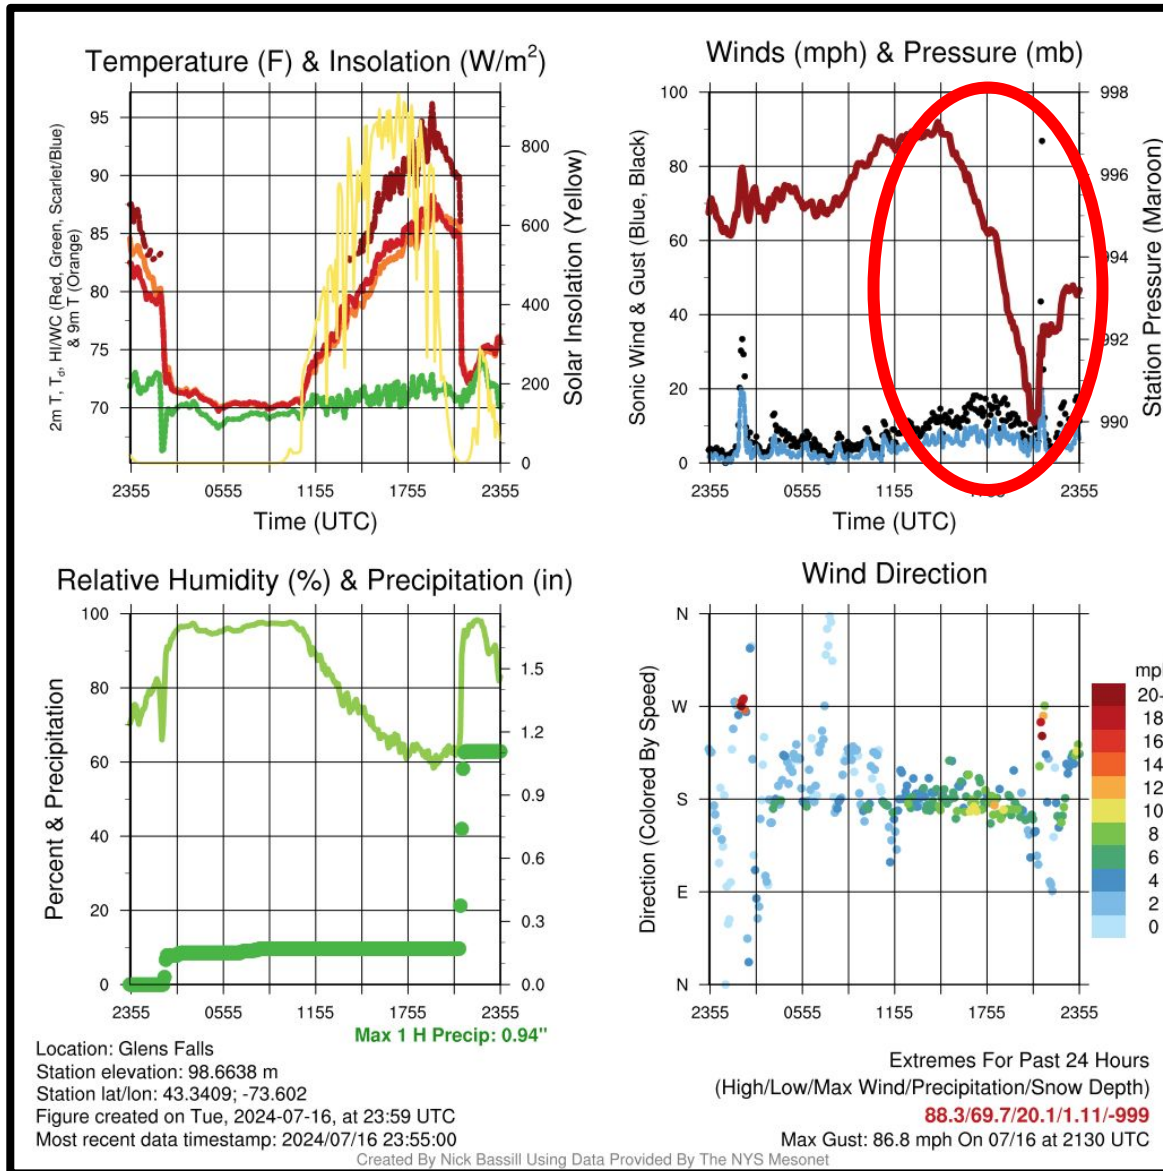 Temperature (F) & Insolation (W/m²)
2m T, Td, HI/WC (Red, Green, Scarlet/Blue)
& 9m T (Orange)
95
90
85
80
75
70
800
600
400
200
0
Solar Insolation (Yellow)
2355 0555 1155 1755 2355
Time (UTC)
Winds (mph) & Pressure (mb)
Sonic Wind & Gust (Blue, Black)
100
80
60
40
20
0
998
996
994
992
990
Station Pressure (Maroon)
2355 0555 1155 1755 2355
Time (UTC)
Relative Humidity (%) & Precipitation (in)
Percent & Precipitation
100
80
60
40
20
0
1.5
1.2
0.9
0.6
0.3
0.0
2355 0555 1155 1755 2355
Max 1 H Precip: 0.94"
Wind Direction
Direction (Colored By Speed)
N
W
S
E
N
2355 0555 1155 1755 2355
mp
20-
18
16
14
12
10
8
6
4
2
0
Location: Glens Falls
Station elevation: 98.6638 m
Station lat/lon: 43.3409; -73.602
Figure created on Tue, 2024-07-16, at 23:59 UTC
Most recent data timestamp: 2024/07/16 23:55:00
Extremes For Past 24 Hours
(High/Low/Max Wind/Precipitation/Snow Depth)
88.3/69.7/20.1/1.11/-999
Max Gust: 86.8 mph On 07/16 at 2130 UTC
Created By Nick Bassill Using Data Provided By The NYS Mesonet